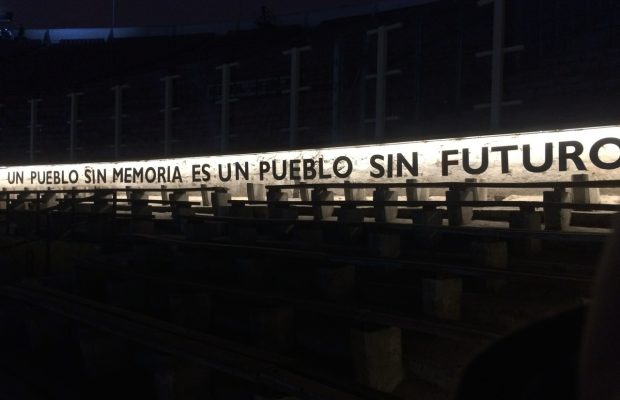 UN PUEBLO SIN MEMORIA ES UN PUEBLO SIN FUTURO